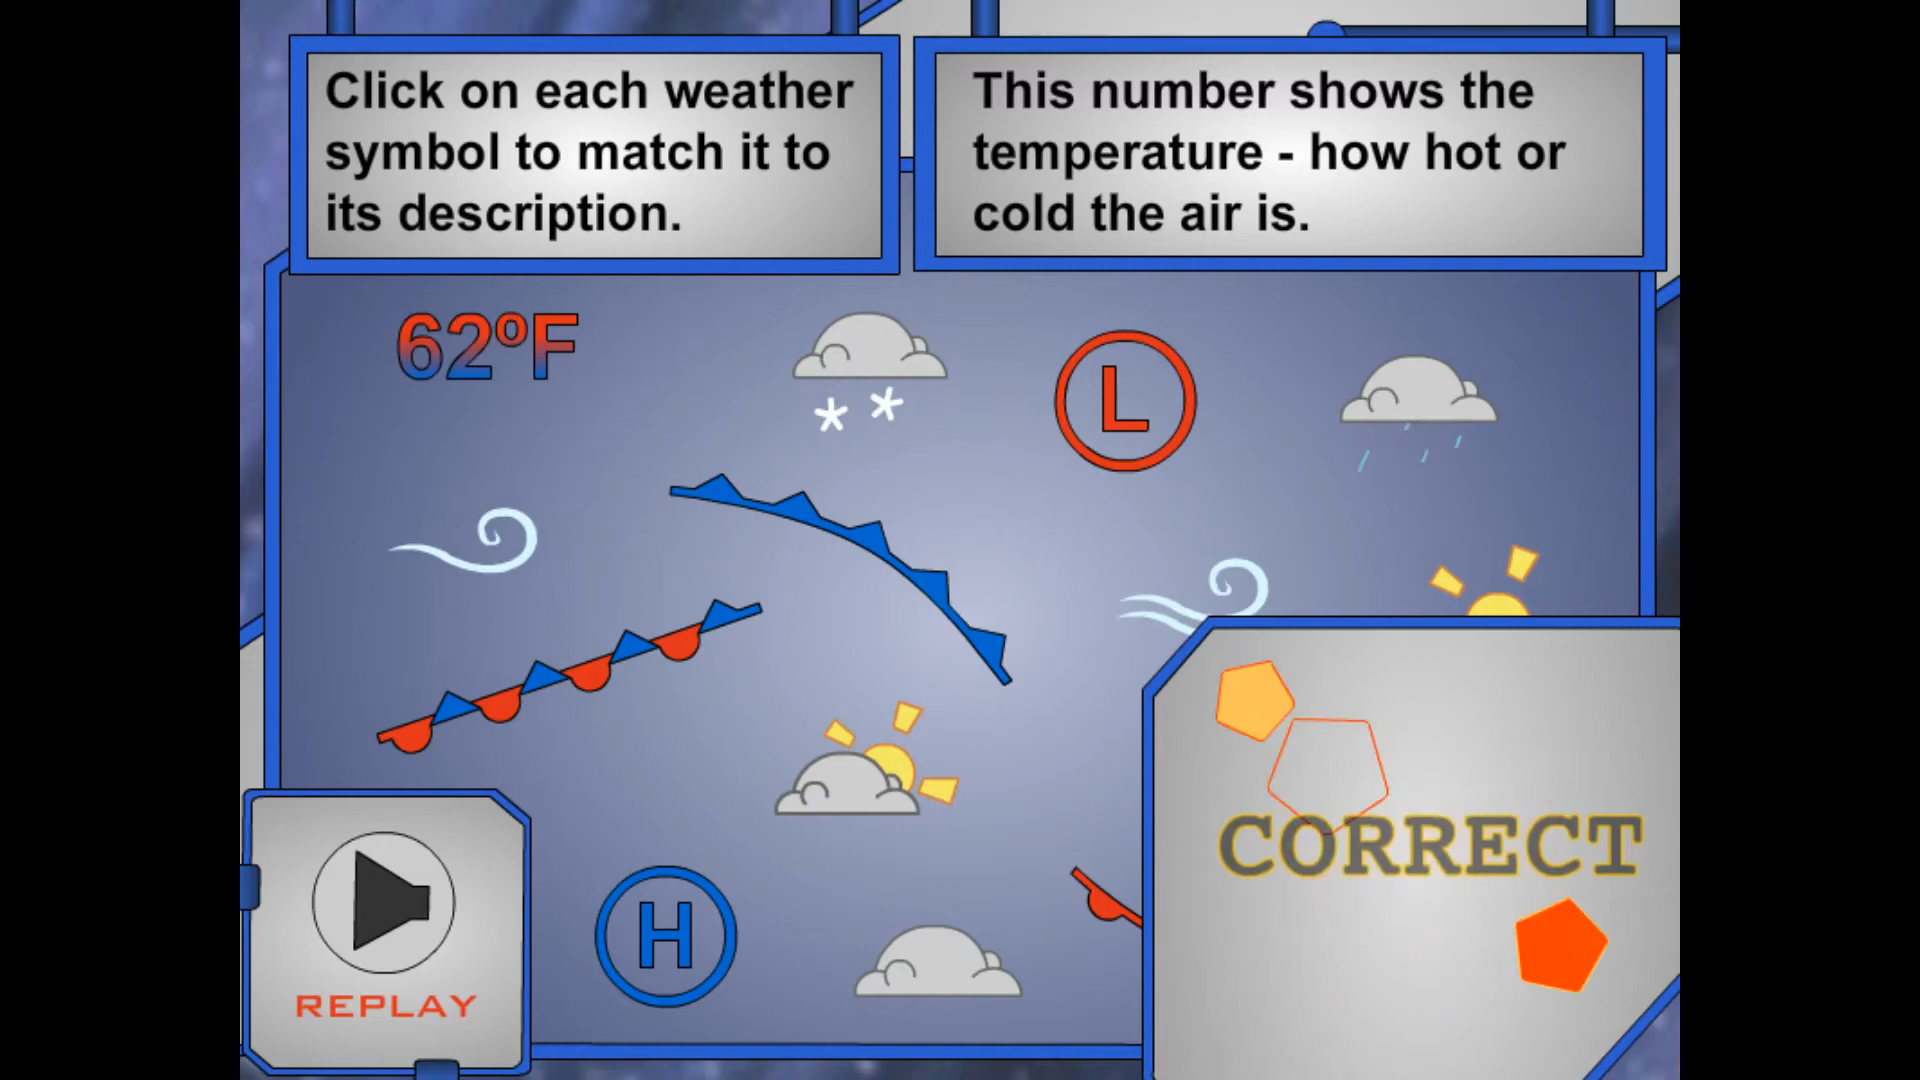 Click on each weather
symbol to match it to
its description.
This number shows the
temperature - how hot or
cold the air is.
62ºF
L
CORRECT
H
REPLAY